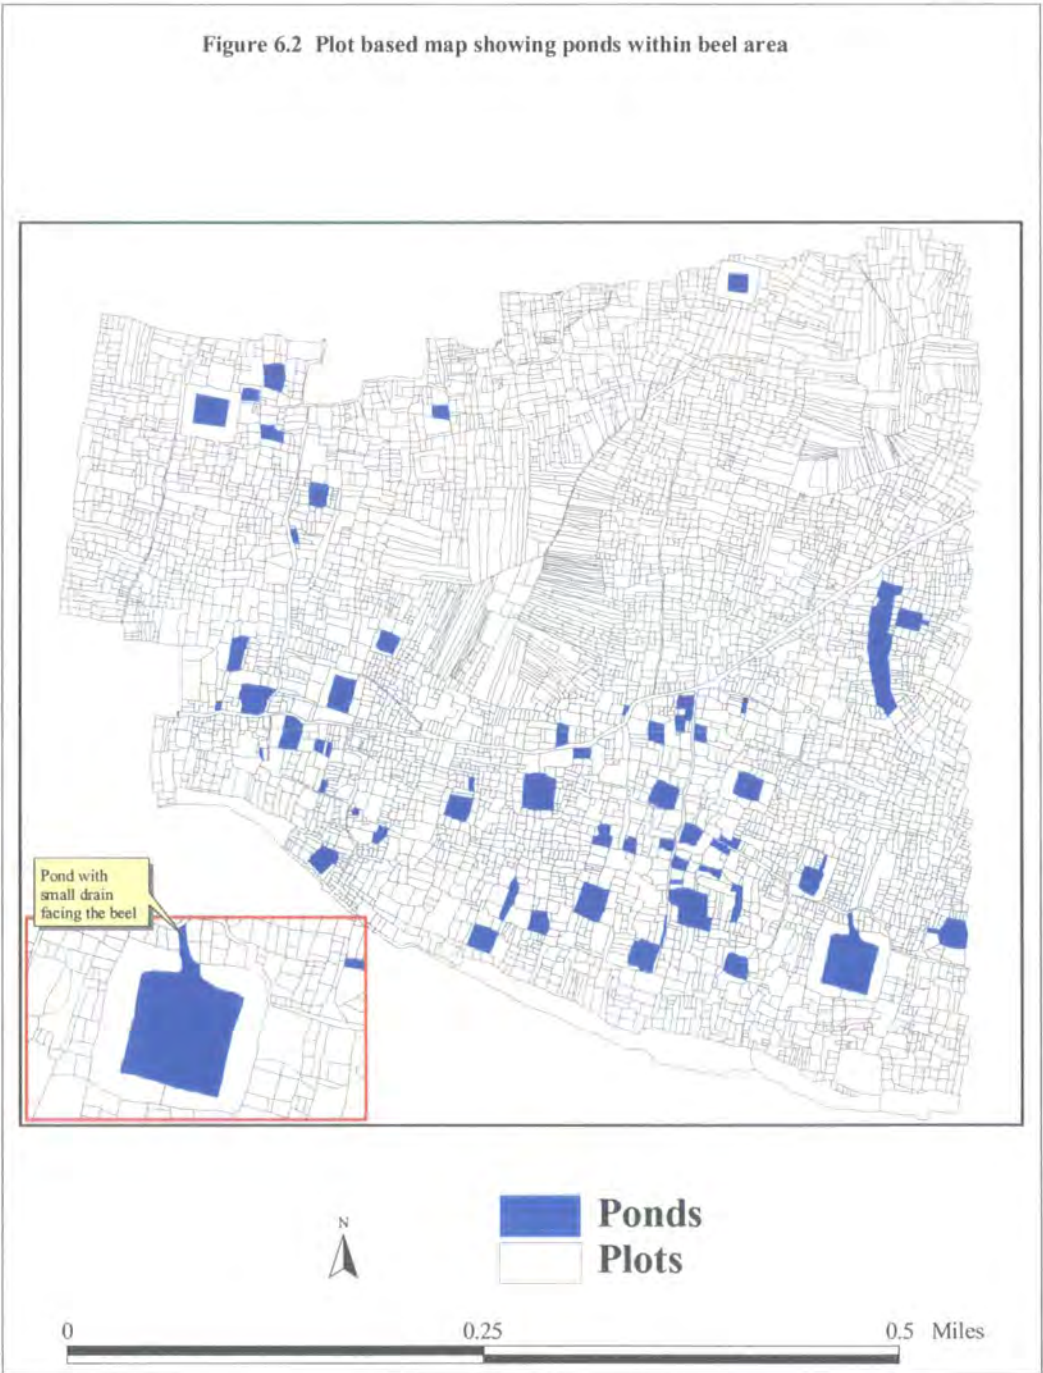 Figure 6.2 Plot based map showing ponds within beel area
Pond with
small drain
facing the beel
N
Ponds
Plots
0 0.25 0.5 Miles